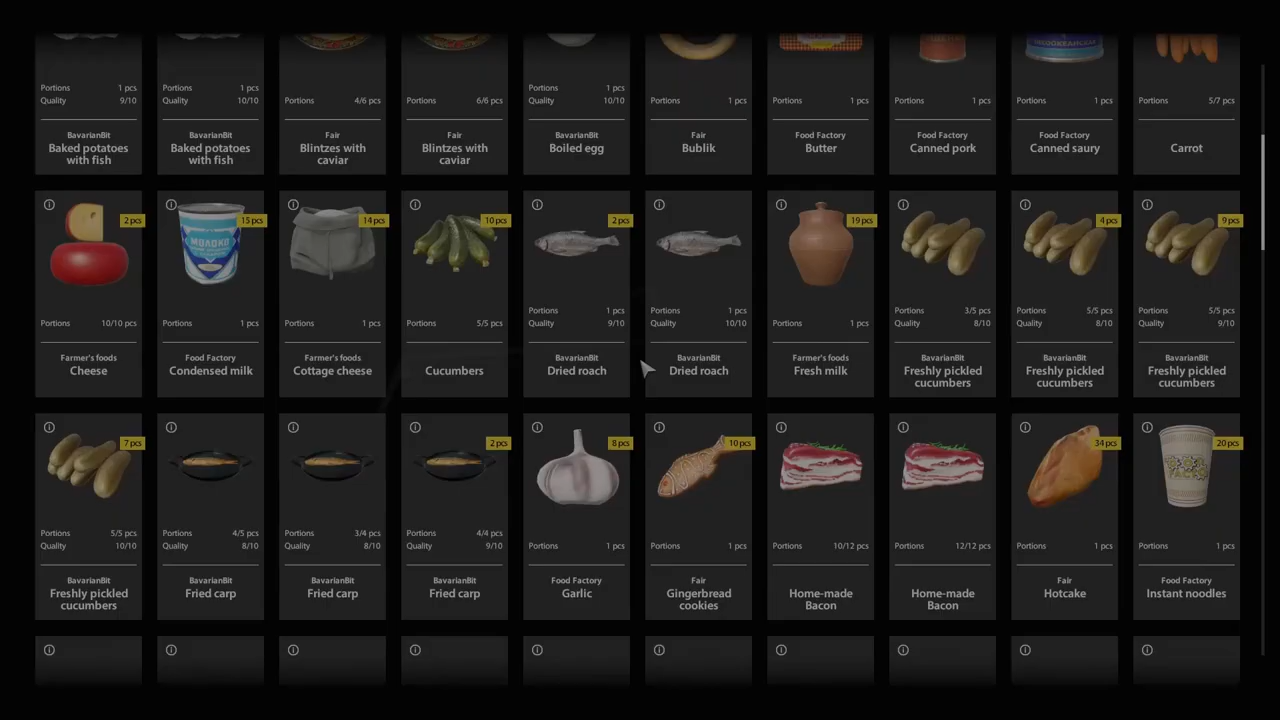 Portions 1 pcs
Quality 9/10
BavarianBit
Baked potatoes
with fish
Portions 1 pcs
Quality 10/10
BavarianBit
Baked potatoes
with fish
Portions 4/6 pcs
Fair
Blintzes with
caviar
Portions 6/6 pcs
Fair
Blintzes with
caviar
Portions 1 pcs
Quality 10/10
BavarianBit
Boiled egg
Portions 1 pcs
Fair
Bublik
Portions 1 pcs
Food Factory
Butter
Portions 1 pcs
Food Factory
Canned pork
Portions 1 pcs
Food Factory
Canned saury
Portions 5/7 pcs
Carrot
2 pcs
Portions 10/10 pcs
Farmer's foods
Cheese
15 pcs
МОЛОКО
Portions 1 pcs
Food Factory
Condensed milk
14 pcs
Portions 1 pcs
Farmer's foods
Cottage cheese
10 pcs
Portions 5/5 pcs
Cucumbers
2 pcs
Portions 1 pcs
Quality 9/10
BavarianBit
Dried roach
Portions 1 pcs
Quality 10/10
BavarianBit
Dried roach
19 pcs
Portions 1 pcs
Farmer's foods
Fresh milk
Portions 3/5 pcs
Quality 8/10
BavarianBit
Freshly pickled
cucumbers
4 pcs
Portions 5/5 pcs
Quality 8/10
BavarianBit
Freshly pickled
cucumbers
9 pcs
Portions 5/5 pcs
Quality 9/10
BavarianBit
Freshly pickled
cucumbers
7 pcs
Portions 5/5 pcs
Quality 10/10
BavarianBit
Freshly pickled
cucumbers
Portions 4/5 pcs
Quality 8/10
BavarianBit
Fried carp
Portions 3/4 pcs
Quality 8/10
BavarianBit
Fried carp
2 pcs
Portions 4/4 pcs
Quality 9/10
BavarianBit
Fried carp
8 pcs
Portions 1 pcs
Food Factory
Garlic
10 pcs
Portions 1 pcs
Fair
Gingerbread
cookies
Portions 10/12 pcs
Home-made
Bacon
Portions 12/12 pcs
Home-made
Bacon
34 pcs
Portions 1 pcs
Fair
Hotcake
20 pcs
Portions 1 pcs
Food Factory
Instant noodles